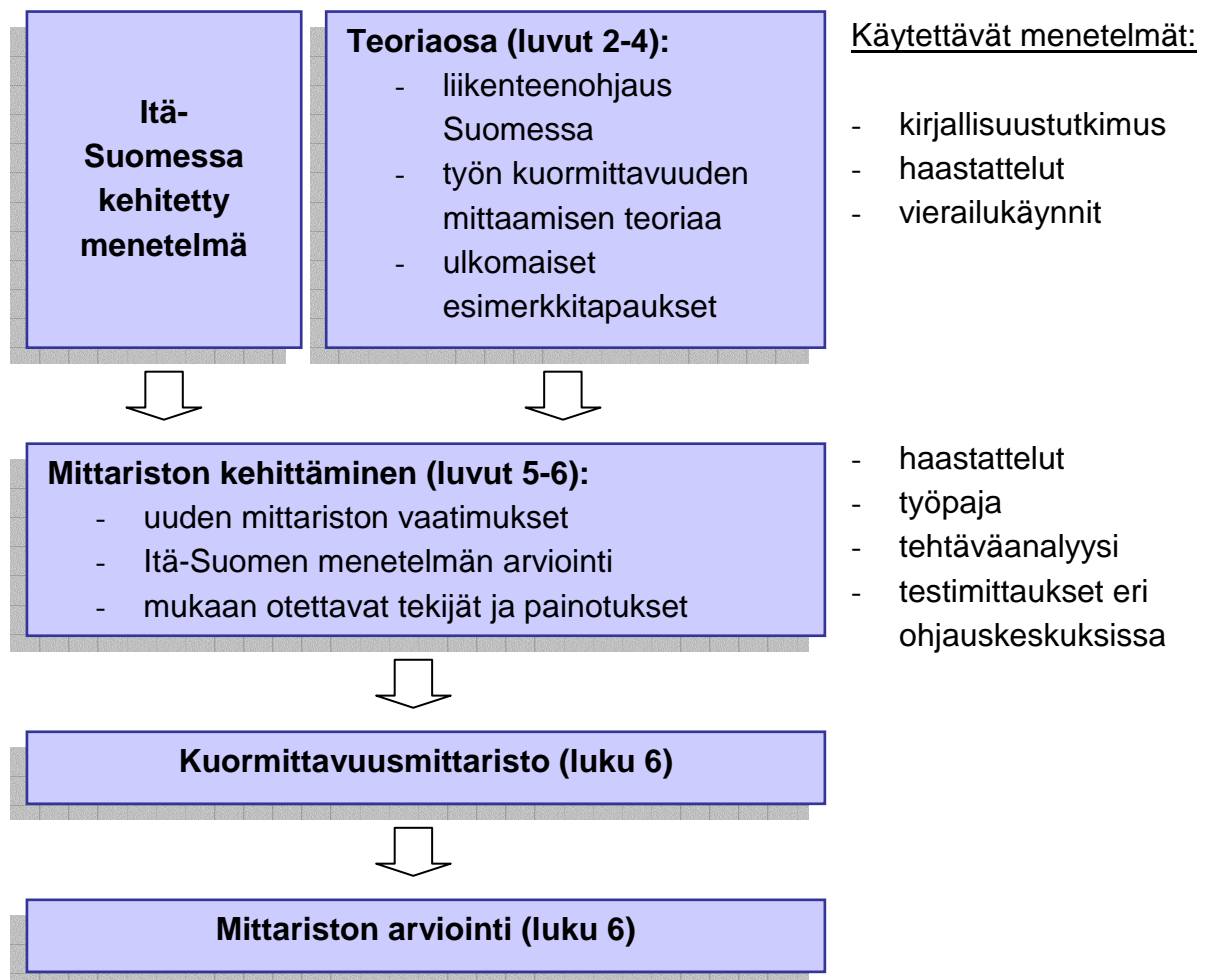 Itä-
Suomessa
kehitetty
menetelmä
Teoriaosa (luvut 2-4):
- liikenteenohjaus
Suomessa
- työn kuormittavuuden
mittaamisen teoriaa
- ulkomaiset
esimerkkitapaukset
Käytettävät menetelmät:
- kirjallisuustutkimus
- haastattelut
- vierailukäynnit
Mittariston kehittäminen (luvut 5-6):
- uuden mittariston vaatimukset
- Itä-Suomen menetelmän arviointi
- mukaan otettavat tekijät ja painotukset
- haastattelut
- työpaja
- tehtäväanalyysi
- testimittaukset eri
ohjauskeskuksissa
Kuormittavuusmittaristo (luku 6)
Mittariston arviointi (luku 6)